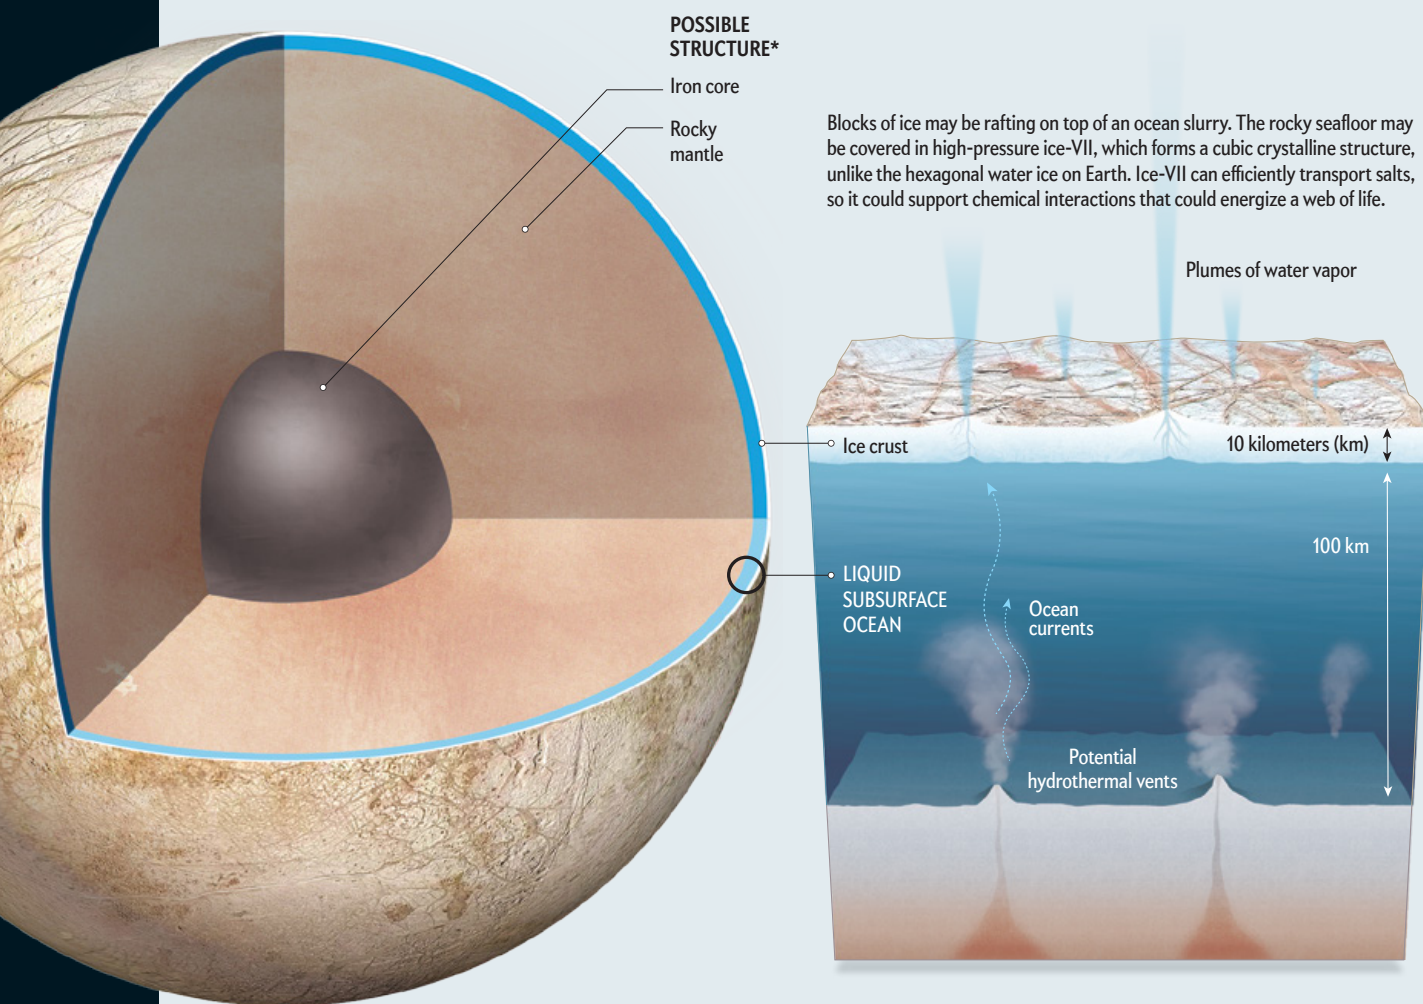 POSSIBLE
STRUCTURE*
Iron core
Rocky
mantle
Blocks of ice may be rafting on top of an ocean slurry. The rocky seafloor may
be covered in high-pressure ice-VII, which forms a cubic crystalline structure,
unlike the hexagonal water ice on Earth. Ice-VII can efficiently transport salts,
so it could support chemical interactions that could energize a web of life.
Plumes of water vapor
Ice crust
10 kilometers (km)
100 km
LIQUID
SUBSURFACE
OCEAN
Ocean
currents
Potential
hydrothermal vents